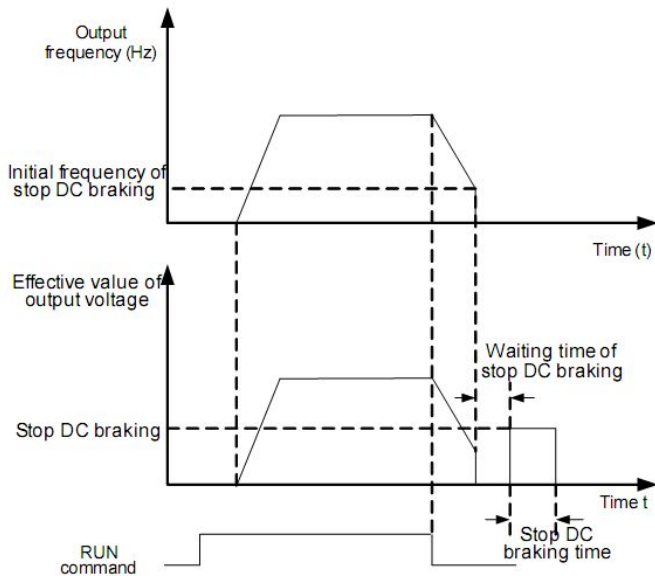 Output
frequency (Hz)
Initial frequency of
stop DC braking
Time (t)
Effective value of
output voltage
Waiting time of
stop DC braking
Stop DC braking
Time t
Stop DC
braking time
RUN
command